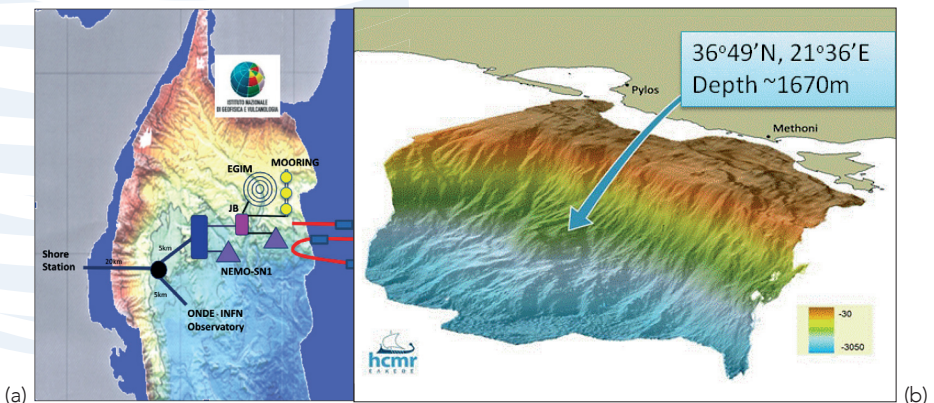 (a)
ISTITUTO NAZIONALE
DI GEOFISICA E VULCANOLOGIA
EGIM
MOORING
JB
Shore
Station
20km
5km
5km
NEMO-SN1
ONDE - INFN
Observatory
36°49’N, 21°36’E
Depth ~1670m
Pylos
Methoni
-30
-3050
hcmr
ΕΛΚΕΘΕ
(b)